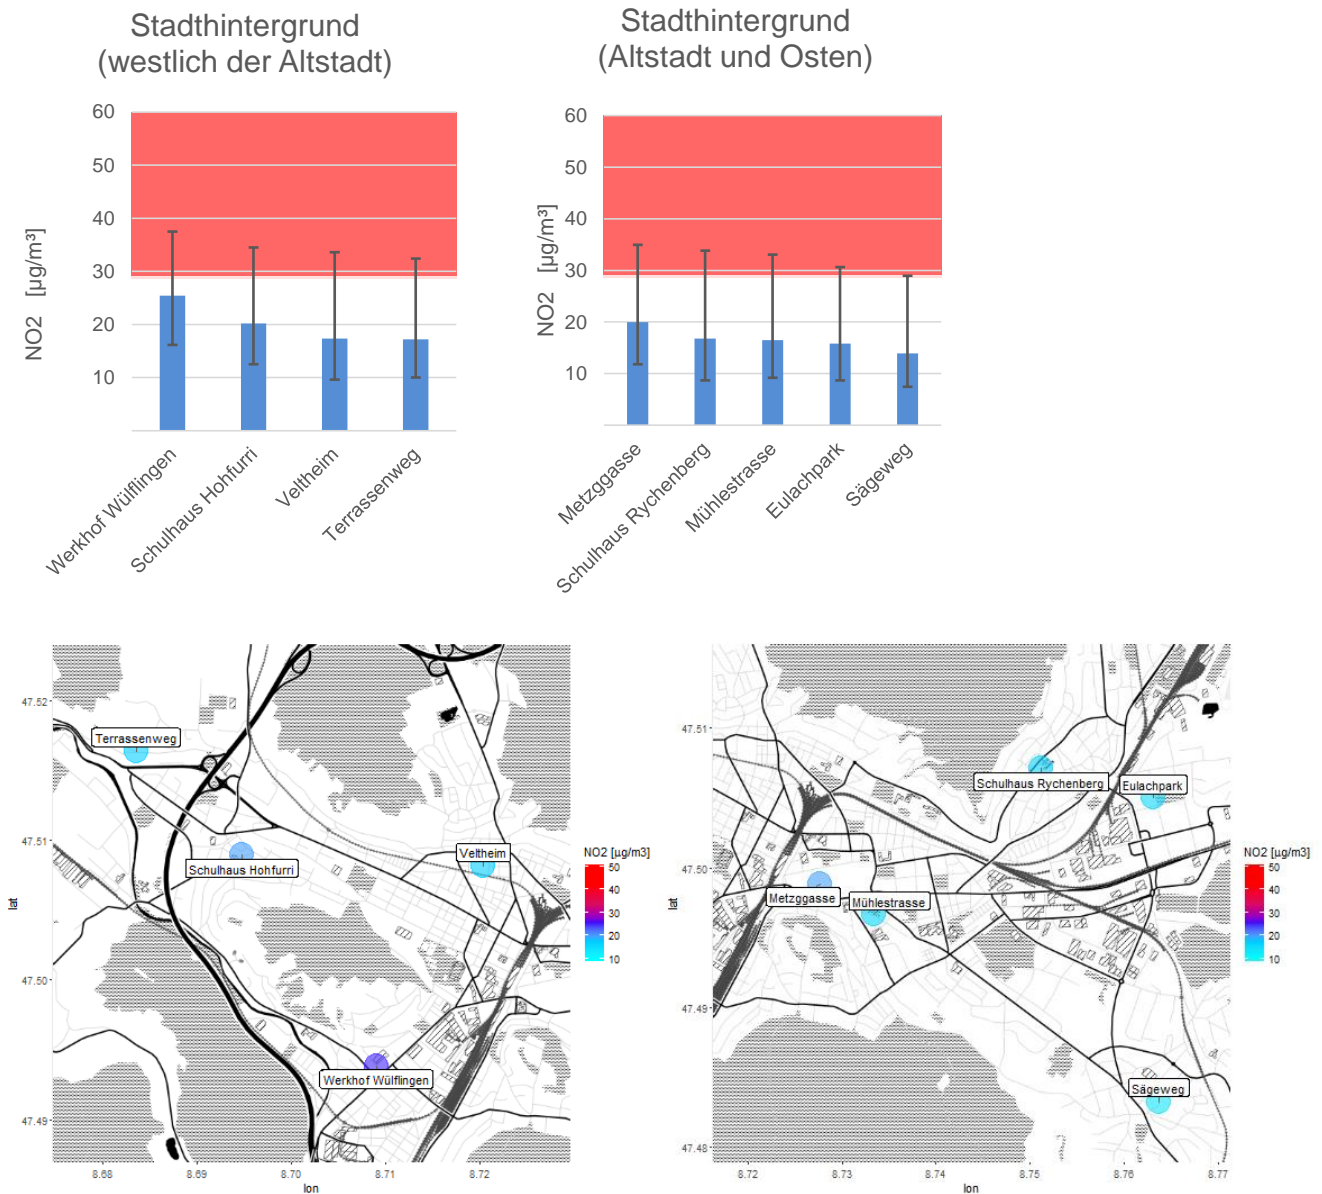 Stadthintergrund
(westlich der Altstadt)
60
50
40
30
20
10
NO2 [µg/m³]
Werkhof Wülflingen
Schulhaus Hohfurri
Veltheim
Terrassenweg
Stadthintergrund
(Altstadt und Osten)
60
50
40
30
20
10
NO2 [µg/m³]
Metzggasse
Schulhaus Rychenberg
Mühlestrasse
Eulachpark
Sägeweg
47.52
47.51
47.50
47.49
lat
Terrassenweg
Schulhaus Hohfurri
Veltheim
Werkhof Wülflingen
8.68
8.69
8.70
8.71
8.72
lon
NO2 [µg/m3]
50
40
30
20
10
47.51
47.50
47.49
47.48
lat
Schulhaus Rychenberg
Eulachpark
Metzggasse
Mühlestrasse
Sägeweg
8.72
8.73
8.74
8.75
8.76
8.77
lon
NO2 [µg/m3]
50
40
30
20
10